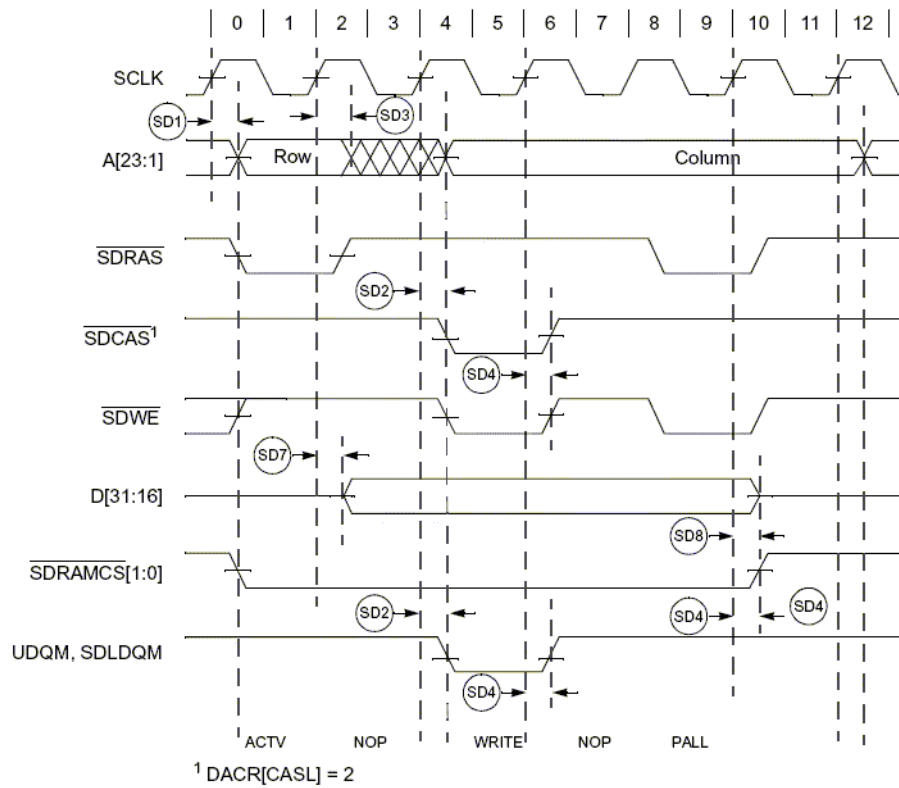 0 1 2 3 4 5 6 7 8 9 10 11 12
SCLK
SD1 SD3
A[23:1] Row Column
SDRAS
SD2
SDCAS1
SD4
SDWE
SD7
D[31:16]
SD8
SDRAMCS[1:0]
SD2 SD4 SD4
UDQM, SDLDQM
SD4
ACTV NOP WRITE NOP PALL
1 DACR[CASL] = 2